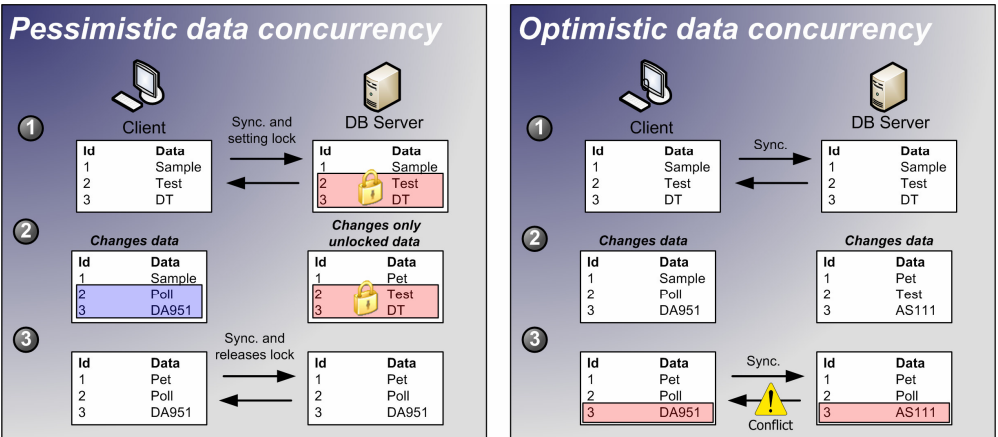 Pessimistic data concurrency
1
Client
Sync. and
setting lock
DB Server
Id Data
1 Sample
2 Test
3 DT
Id Data
1 Sample
2 Test
3 DT
2
Changes data
Changes only
unlocked data
Id Data
1 Sample
2 Poll
3 DA951
Id Data
1 Pet
2 Test
3 DT
3
Sync. and
releases lock
Id Data
1 Pet
2 Poll
3 DA951
Id Data
1 Pet
2 Poll
3 DA951
Optimistic data concurrency
1
Client
Sync.
DB Server
Id Data
1 Sample
2 Test
3 DT
Id Data
1 Sample
2 Test
3 DT
2
Changes data
Changes data
Id Data
1 Sample
2 Poll
3 DA951
Id Data
1 Pet
2 Test
3 AS111
3
Sync.
Id Data
1 Pet
2 Poll
3 DA951
!
Conflict
Id Data
1 Pet
2 Poll
3 AS111